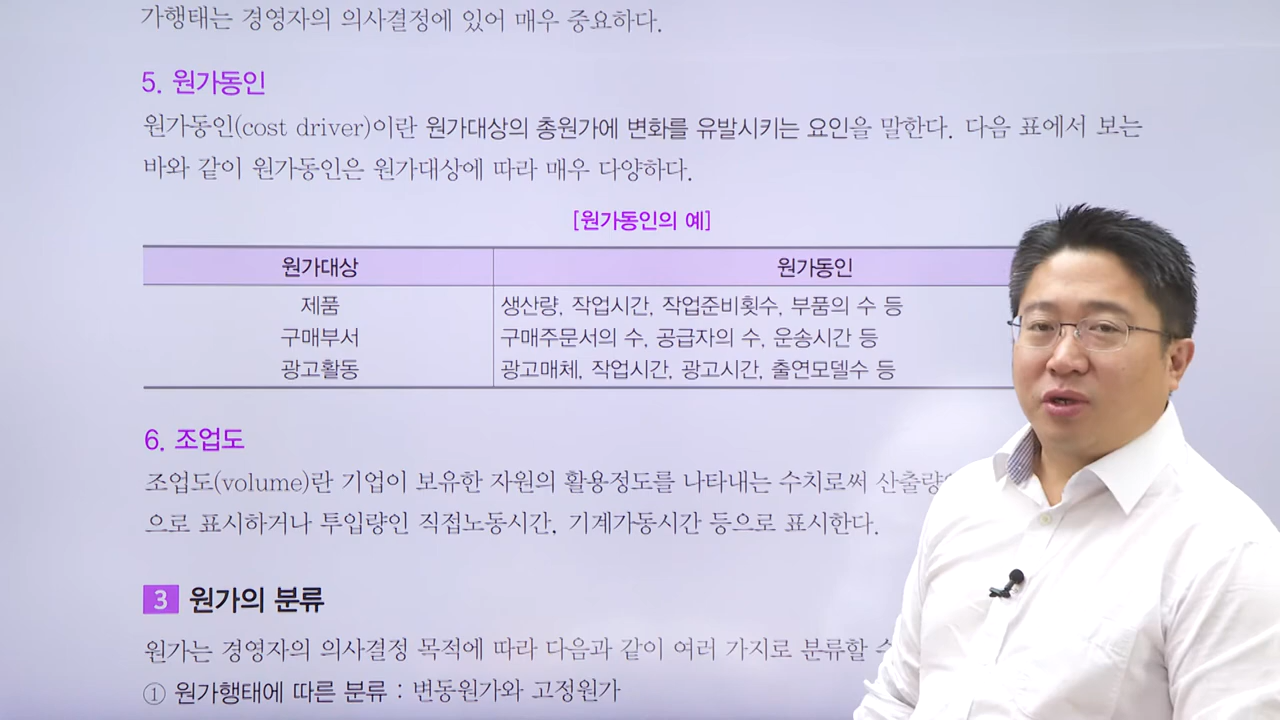 가행태는 경영자의 의사결정에 있어 매우 중요하다.
5. 원가동인
원가동인(cost driver)이란 원가대상의 총원가에 변화를 유발시키는 요인을 말한다. 다음 표에서 보는
바와 같이 원가동인은 원가대상에 따라 매우 다양하다.
[원가동인의 예]
원가대상 원가동인
제품 생산량, 작업시간, 작업준비횟수, 부품의 수 등
구매부서 구매주문서의 수, 공급자의 수, 운송시간 등
광고활동 광고매체, 작업시간, 광고시간, 출연모델수 등
6. 조업도
조업도(volume)란 기업이 보유한 자원의 활용정도를 나타내는 수치로써 산출량
으로 표시하거나 투입량인 직접노동시간, 기계가동시간 등으로 표시한다.
3 원가의 분류
원가는 경영자의 의사결정 목적에 따라 다음과 같이 여러 가지로 분류할
① 원가행태에 따른 분류 : 변동원가와 고정원가